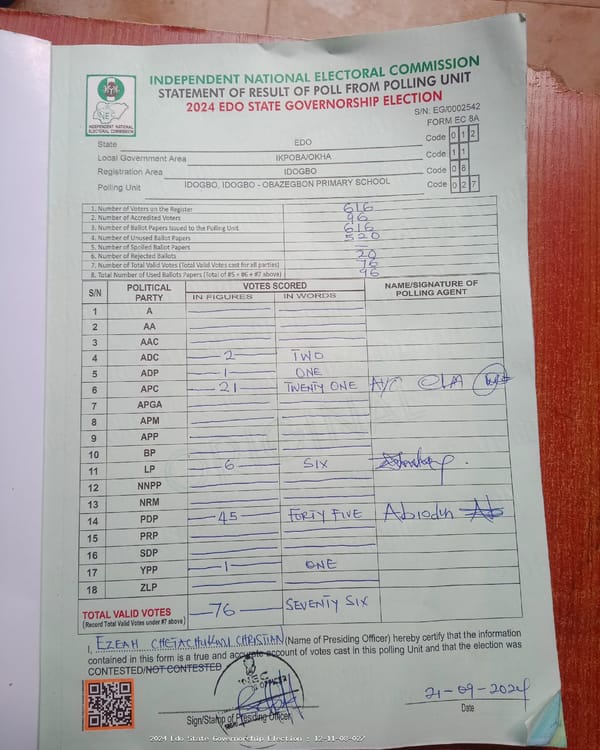 INDEPENDENT NATIONAL ELECTORAL COMMISSION
STATEMENT OF RESULT OF POLL FROM POLLING UNIT
2024 EDO STATE GOVERNORSHIP ELECTION
S/N: EG/0002542
FORM EC 8A
INEC
INDEPENDENT NATIONAL
ELECTORAL COMMISSION
State EDO Code 0 1 2
Local Government Area IKPOBA/OKHA Code 1 1
Registration Area IDOGBO Code 0 8
Polling Unit IDOGBO, IDOGBO - OBAZEGBON PRIMARY SCHOOL Code 0 2 7
1. Number of Voters on the Register 616
2. Number of Accredited Voters 96
3. Number of Ballot Papers Issued to the Polling Unit 616
4. Number of Unused Ballot Papers 520
5. Number of Spoiled Ballot Papers —
6. Number of Rejected Ballots 20
7. Number of Total Valid Votes (Total Valid Votes cast for all parties) 76
8. Total Number of Used Ballots Papers (Total of #5 + #6 + #7 above) 96
S/N POLITICAL PARTY VOTES SCORED NAME/SIGNATURE OF POLLING AGENT
IN FIGURES IN WORDS
1 A
2 AA
3 AAC
4 ADC 2 TWO
5 ADP 1 ONE
6 APC 21 TWENTY ONE A/C OLA
7 APGA
8 APM
9 APP
10 BP
11 LP 6 SIX
12 NNPP
13 NRM
14 PDP 45 FORTY FIVE Abiodun
15 PRP
16 SDP
17 YPP 1 ONE
18 ZLP
TOTAL VALID VOTES 76 SEVENTY SIX
(Record Total Valid Votes under #7 above)
I, EZEAH CHETACHUKWU CHRISTIAN (Name of Presiding Officer) hereby certify that the information
contained in this form is a true and accurate account of votes cast in this polling Unit and that the election was
CONTESTED/NOT CONTESTED
INEC
21-09-2024
Sign/Stamp of Presiding Officer Date
2024 Edo State Governorship Election : 12-11-08-027